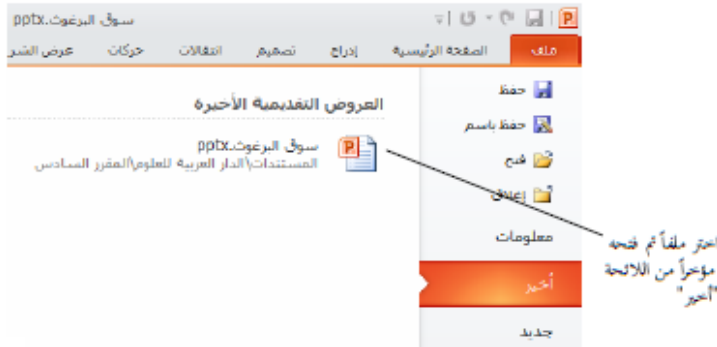 سوق البرغوث.pptx
ملف الصفحة الرئيسية إدراج تصميم انتقالات حركات عرض الشر
حفظ
حفظ باسم
فتح
إغلاق
معلومات
أخير
جديد
العروض التقديمية الأخيرة
سوق البرغوث.pptx
المستندات\الدار العربية للعلوم\المقرر السادس
اختر ملفاً تم فتحه
مؤخراً من اللائحة
"أخير"